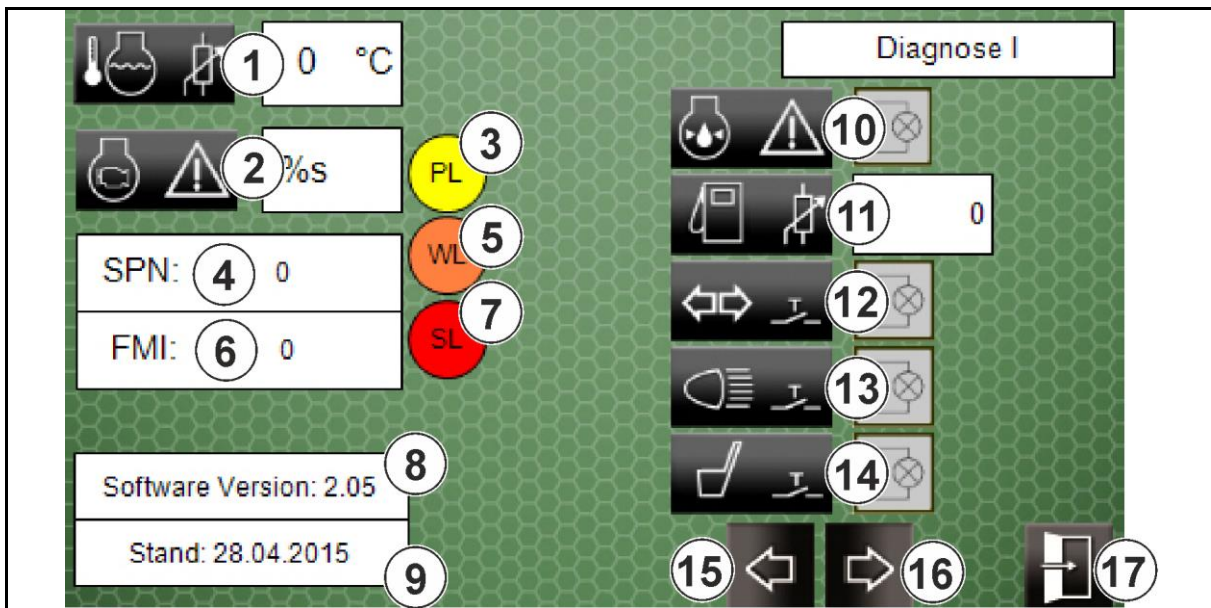 1
0 °C
2
%s
3
PL
SPN: 4 0
5
WL
FMI: 6 0
7
SL
8
Software Version: 2.05
Stand: 28.04.2015
9
Diagnose I
10
11
0
12
T
13
T
14
T
15
16
17